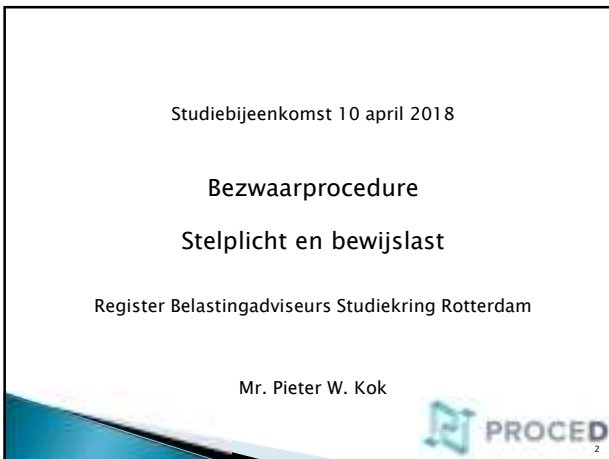 Studiebijeenkomst 10 april 2018
Bezwaarprocedure
Stelplicht en bewijslast
Register Belastingadviseurs Studiekring Rotterdam
Mr. Pieter W. Kok
PROCED
2